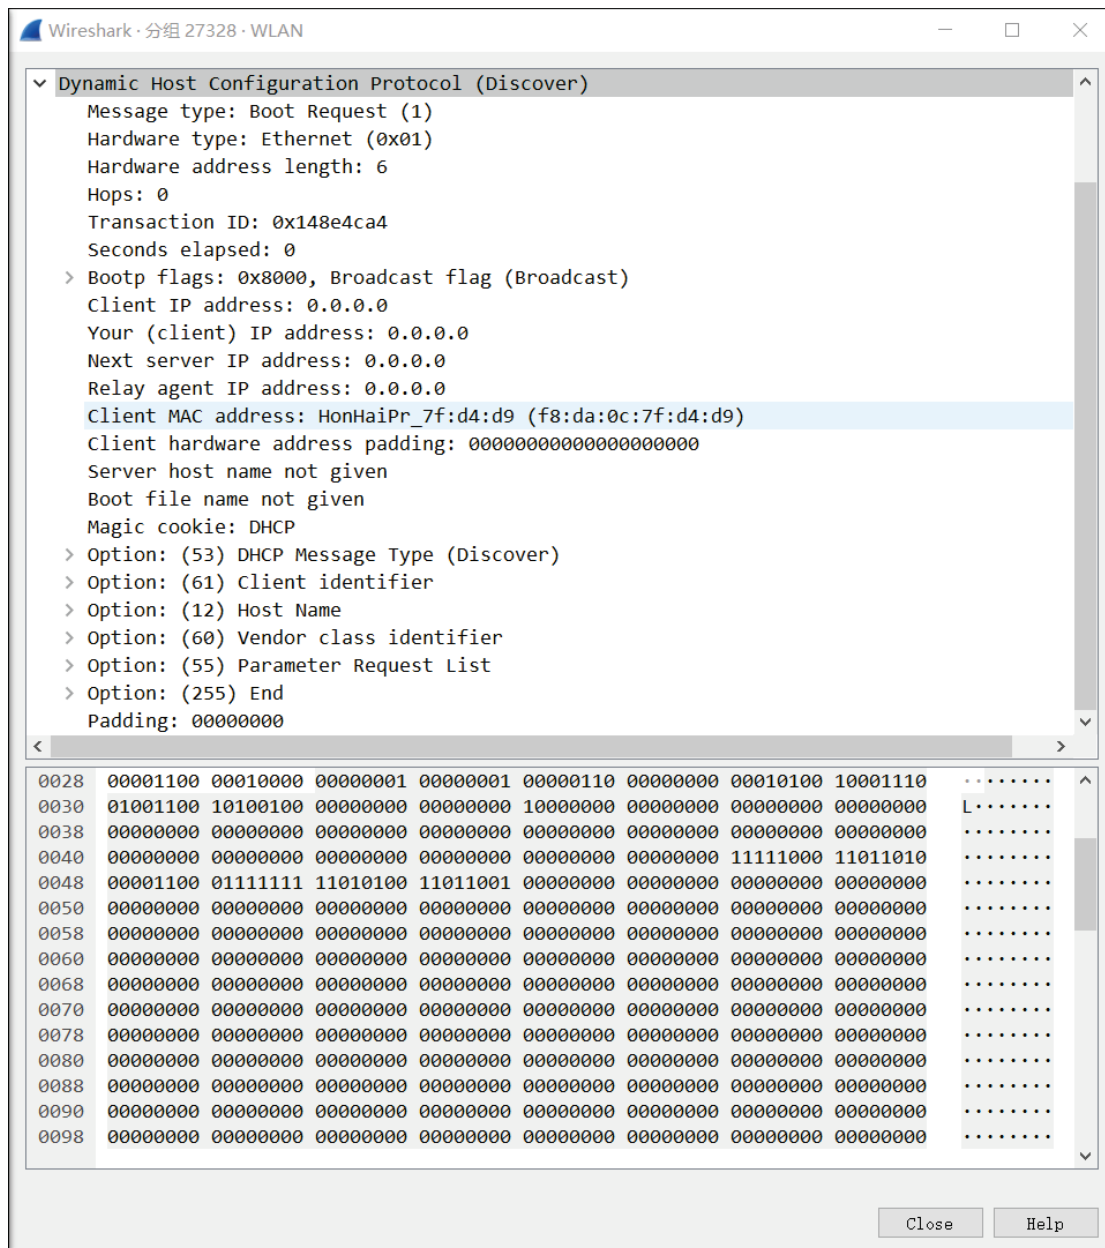 Wireshark · 分组 27328 · WLAN
Dynamic Host Configuration Protocol (Discover)
Message type: Boot Request (1)
Hardware type: Ethernet (0x01)
Hardware address length: 6
Hops: 0
Transaction ID: 0x148e4ca4
Seconds elapsed: 0
Bootp flags: 0x8000, Broadcast flag (Broadcast)
Client IP address: 0.0.0.0
Your (client) IP address: 0.0.0.0
Next server IP address: 0.0.0.0
Relay agent IP address: 0.0.0.0
Client MAC address: HonHaiPr_7f:d4:d9 (f8:da:0c:7f:d4:d9)
Client hardware address padding: 00000000000000000000
Server host name not given
Boot file name not given
Magic cookie: DHCP
Option: (53) DHCP Message Type (Discover)
Option: (61) Client identifier
Option: (12) Host Name
Option: (60) Vendor class identifier
Option: (55) Parameter Request List
Option: (255) End
Padding: 00000000
0028 00001100 00010000 00000001 00000001 00000110 00000000 00010100 10001110 ········
0030 01001100 10100100 00000000 00000000 10000000 00000000 00000000 00000000 L·······
0038 00000000 00000000 00000000 00000000 00000000 00000000 00000000 00000000 ········
0040 00000000 00000000 00000000 00000000 00000000 00000000 11111000 11011010 ········
0048 00001100 01111111 11010100 11011001 00000000 00000000 00000000 00000000 ········
0050 00000000 00000000 00000000 00000000 00000000 00000000 00000000 00000000 ········
0058 00000000 00000000 00000000 00000000 00000000 00000000 00000000 00000000 ········
0060 00000000 00000000 00000000 00000000 00000000 00000000 00000000 00000000 ········
0068 00000000 00000000 00000000 00000000 00000000 00000000 00000000 00000000 ········
0070 00000000 00000000 00000000 00000000 00000000 00000000 00000000 00000000 ········
0078 00000000 00000000 00000000 00000000 00000000 00000000 00000000 00000000 ········
0080 00000000 00000000 00000000 00000000 00000000 00000000 00000000 00000000 ········
0088 00000000 00000000 00000000 00000000 00000000 00000000 00000000 00000000 ········
0090 00000000 00000000 00000000 00000000 00000000 00000000 00000000 00000000 ········
0098 00000000 00000000 00000000 00000000 00000000 00000000 00000000 00000000 ········
Close Help